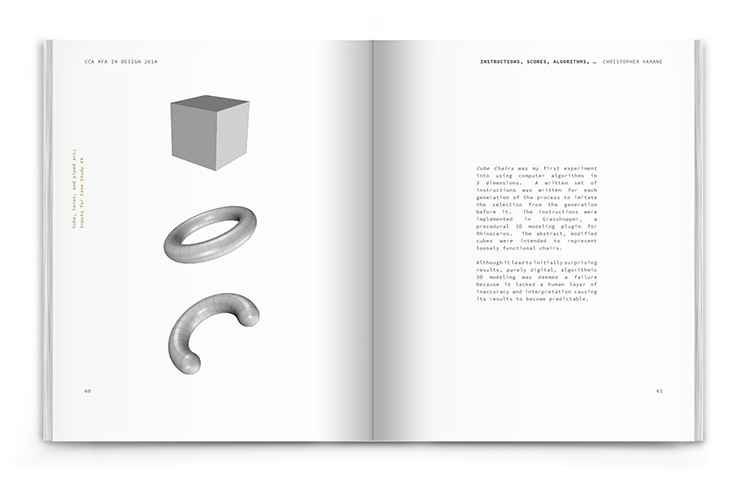 CCA MFA IN DESIGN 2014
Cube, torus, and piped arc:
Inputs for Case Study #4
60
INSTRUCTIONS, SCORES, ALGORITHMS, … CHRISTOPHER YAMANE
Cube Chairs was my first experiment
into using computer algorithms in
3 dimensions. A written set of
instructions was written for each
generation of the process to imitate
the selection from the generation
before it. The instructions were
implemented in Grasshopper, a
procedural 3D modeling plugin for
Rhinoceros. The abstract, modified
cubes were intended to represent
loosely functional chairs.
Although it lead to initially surprising
results, purely digital, algorithmic
3D modeling was deemed a failure
because it lacked a human layer of
inaccuracy and interpretation causing
its results to become predictable.
61